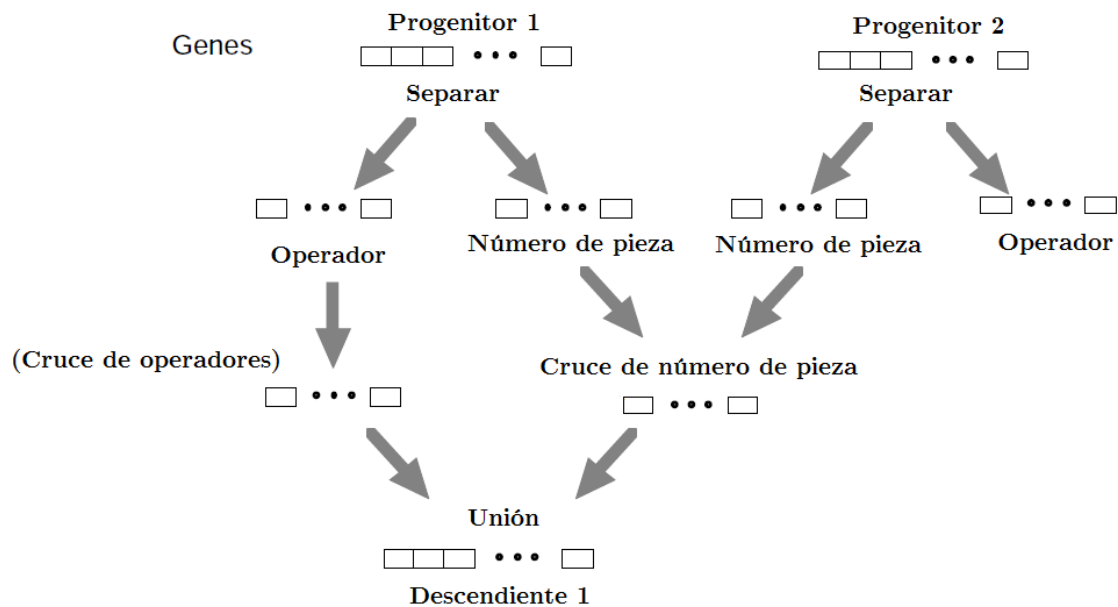 Genes
Progenitor 1
Progenitor 2
Separar
Separar
Operador
Número de pieza
Número de pieza
Operador
(Cruce de operadores)
Cruce de número de pieza
Unión
Descendiente 1